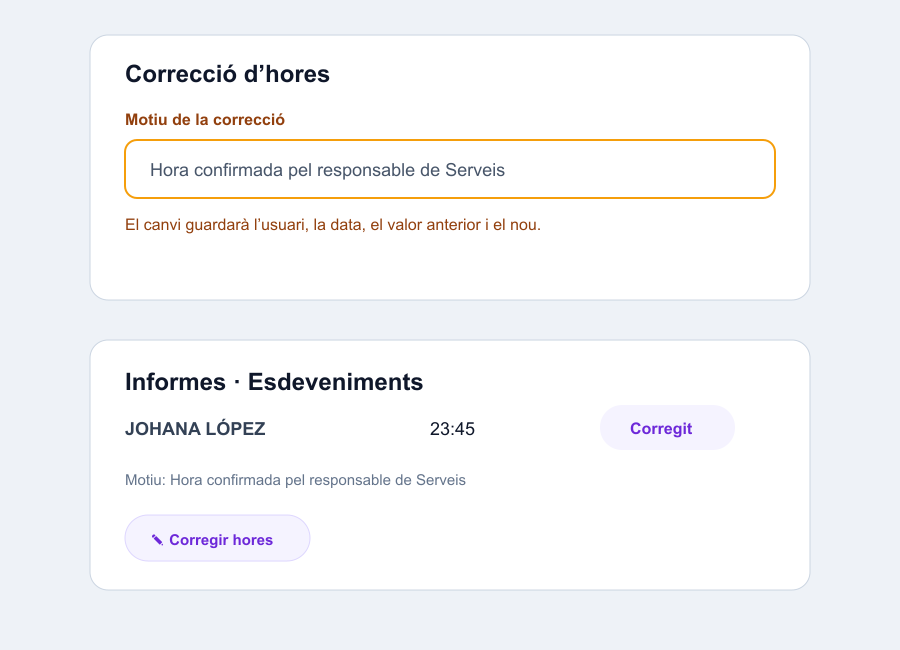 Correcció d’hores
Motiu de la correcció
Hora confirmada pel responsable de Serveis
El canvi guardarà l’usuari, la data, el valor anterior i el nou.
Informes · Esdeveniments
JOHANA LÓPEZ 23:45 Corregit
Motiu: Hora confirmada pel responsable de Serveis
✎ Corregir hores